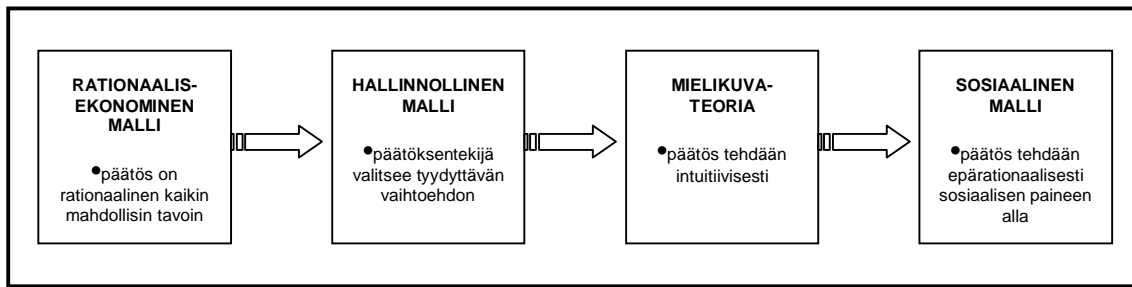 RATIONAALIS-
EKONOMINEN
MALLI
•päätös on
rationaalinen kaikin
mahdollisin tavoin
HALLINNOLLINEN
MALLI
•päätöksentekijä
valitsee tyydyttävän
vaihtoehdon
MIELIKUVA-
TEORIA
•päätös tehdään
intuitiivisesti
SOSIAALINEN
MALLI
•päätös tehdään
epärationaalisesti
sosiaalisen paineen
alla